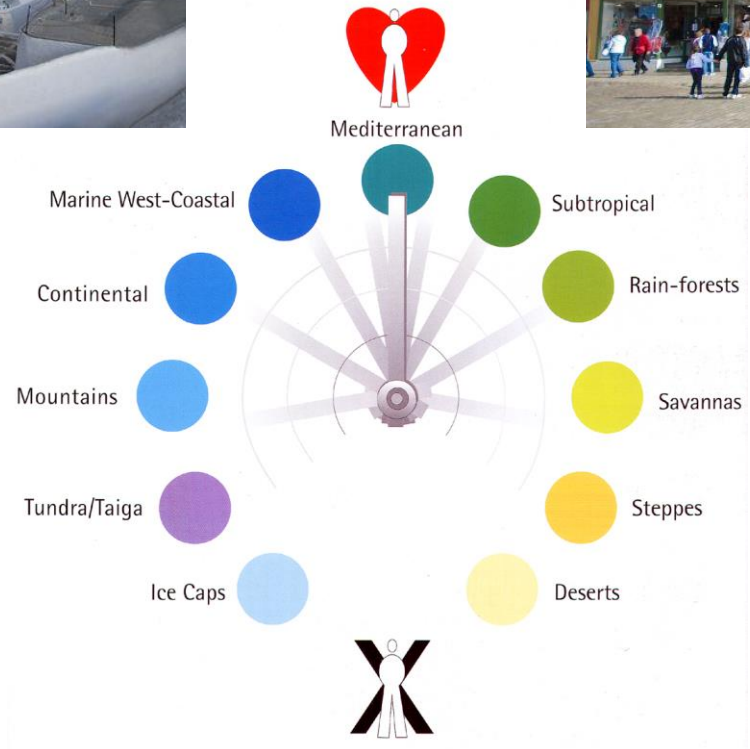 Mediterranean
Marine West-Coastal
Subtropical
Continental
Rain-forests
Mountains
Savannas
Tundra/Taiga
Steppes
Ice Caps
Deserts